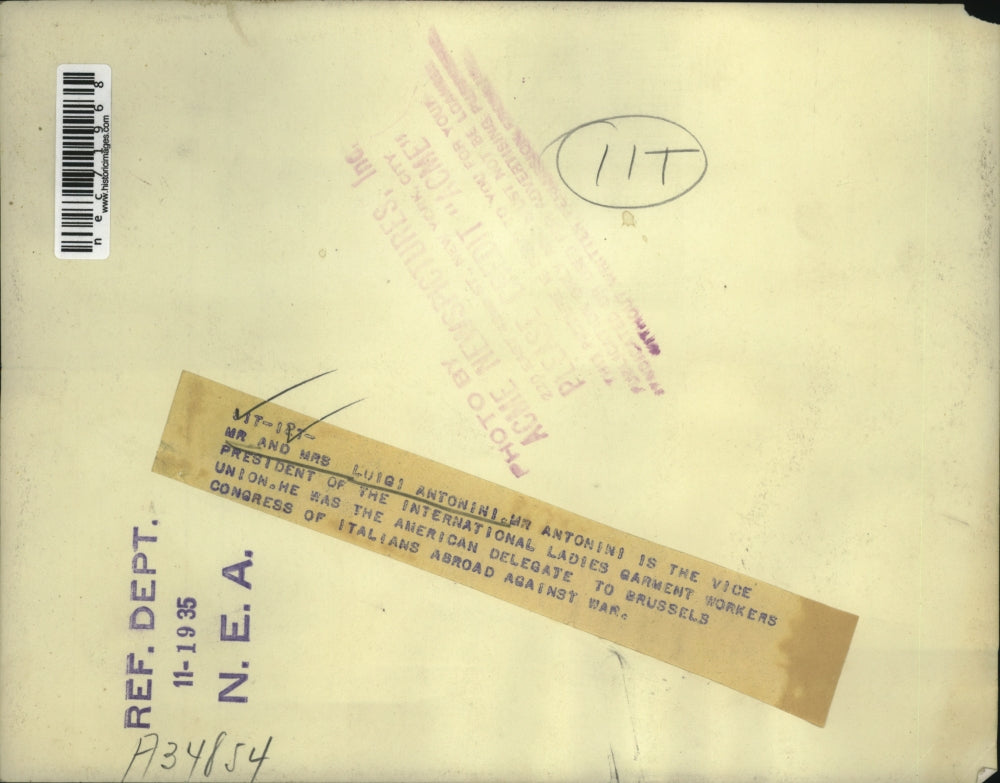 nec71968
www.historicimages.com
11T
PHOTO BY
ACME NEWSPICTURES, Inc.
NEW YORK CITY
PLEASE CREDIT "ACME"
11T-12T-
MR AND MRS LUIGI ANTONINI.MR ANTONINI IS THE VICE
PRESIDENT OF THE INTERNATIONAL LADIES GARMENT WORKERS
UNION.HE WAS THE AMERICAN DELEGATE TO BRUSSELS
CONGRESS OF ITALIANS ABROAD AGAINST WAR.
REF. DEPT.
11-1935
N. E. A.
A34854